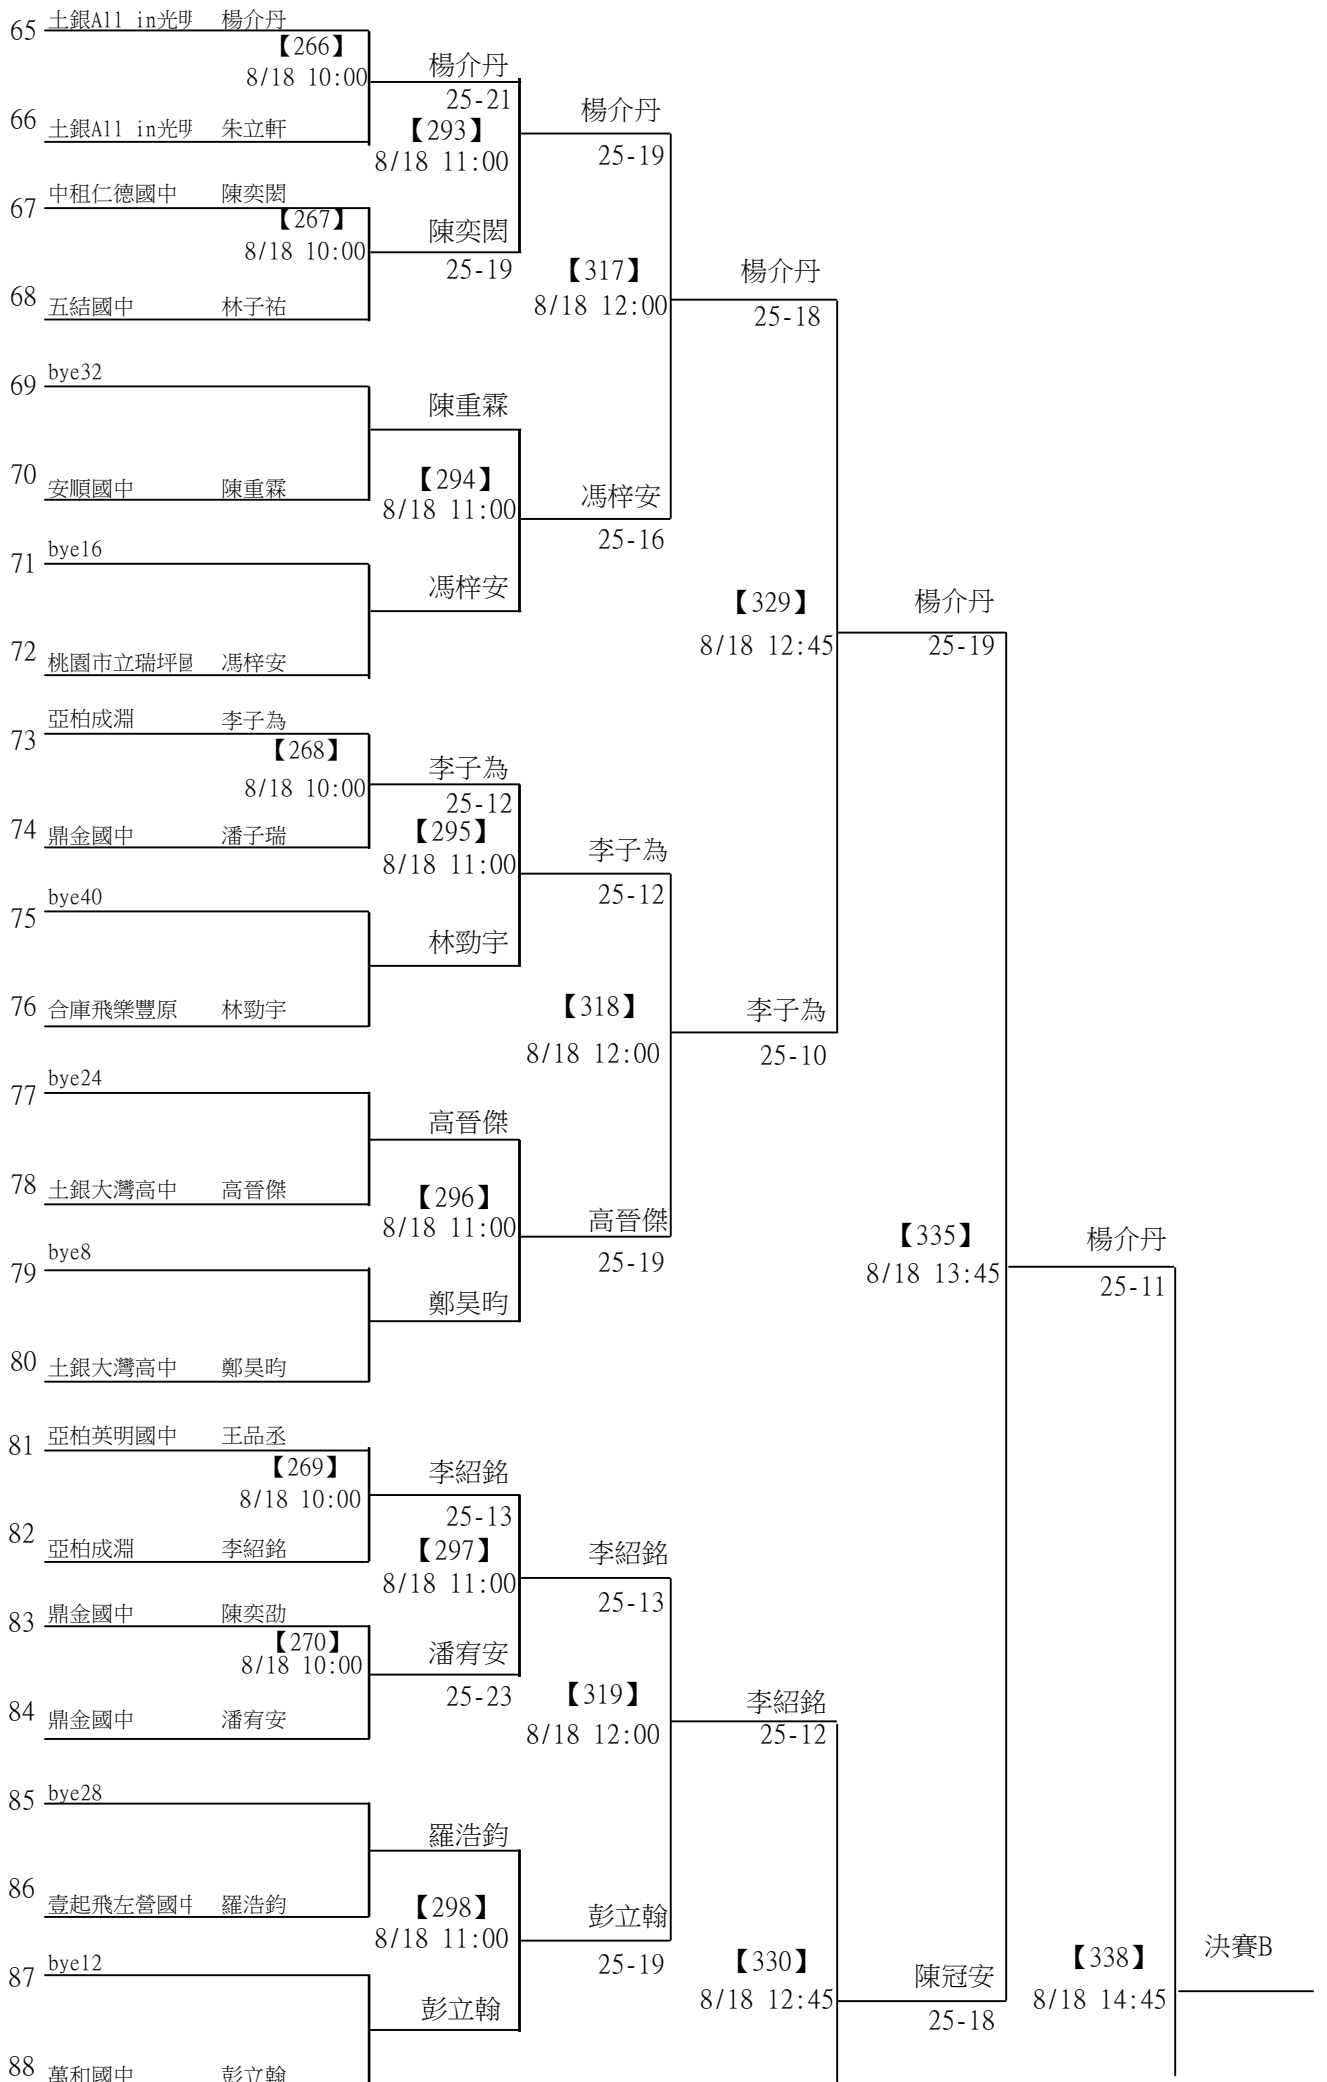 65 土銀All in光明 楊介丹
【266】
8/18 10:00
楊介丹
25-21
66 土銀All in光明 朱立軒
【293】
8/18 11:00
楊介丹
25-19
67 中租仁德國中 陳奕閎
【267】
8/18 10:00
陳奕閎
25-19
68 五結國中 林子祐
【317】
8/18 12:00
楊介丹
25-18
69 bye32
陳重霖
70 安順國中 陳重霖
【294】
8/18 11:00
馮梓安
25-16
71 bye16
馮梓安
72 桃園市立瑞坪國 馮梓安
【329】
8/18 12:45
楊介丹
25-19
73 亞柏成淵 李子為
【268】
8/18 10:00
李子為
25-12
74 鼎金國中 潘子瑞
【295】
8/18 11:00
李子為
25-12
75 bye40
林勁宇
76 合庫飛樂豐原 林勁宇
【318】
8/18 12:00
李子為
25-10
77 bye24
高晉傑
78 土銀大灣高中 高晉傑
【296】
8/18 11:00
高晉傑
25-19
79 bye8
鄭昊昀
80 土銀大灣高中 鄭昊昀
【335】
8/18 13:45
楊介丹
25-11
81 亞柏英明國中 王品丞
【269】
8/18 10:00
李紹銘
25-13
82 亞柏成淵 李紹銘
【297】
8/18 11:00
李紹銘
25-13
83 鼎金國中 陳奕劭
【270】
8/18 10:00
潘宥安
25-23
84 鼎金國中 潘宥安
【319】
8/18 12:00
李紹銘
25-12
85 bye28
羅浩鈞
86 壹起飛左營國中 羅浩鈞
【298】
8/18 11:00
彭立翰
25-19
87 bye12
彭立翰
88 萬和國中 彭立翰
【330】
8/18 12:45
陳冠安
25-18
【338】
8/18 14:45
決賽B